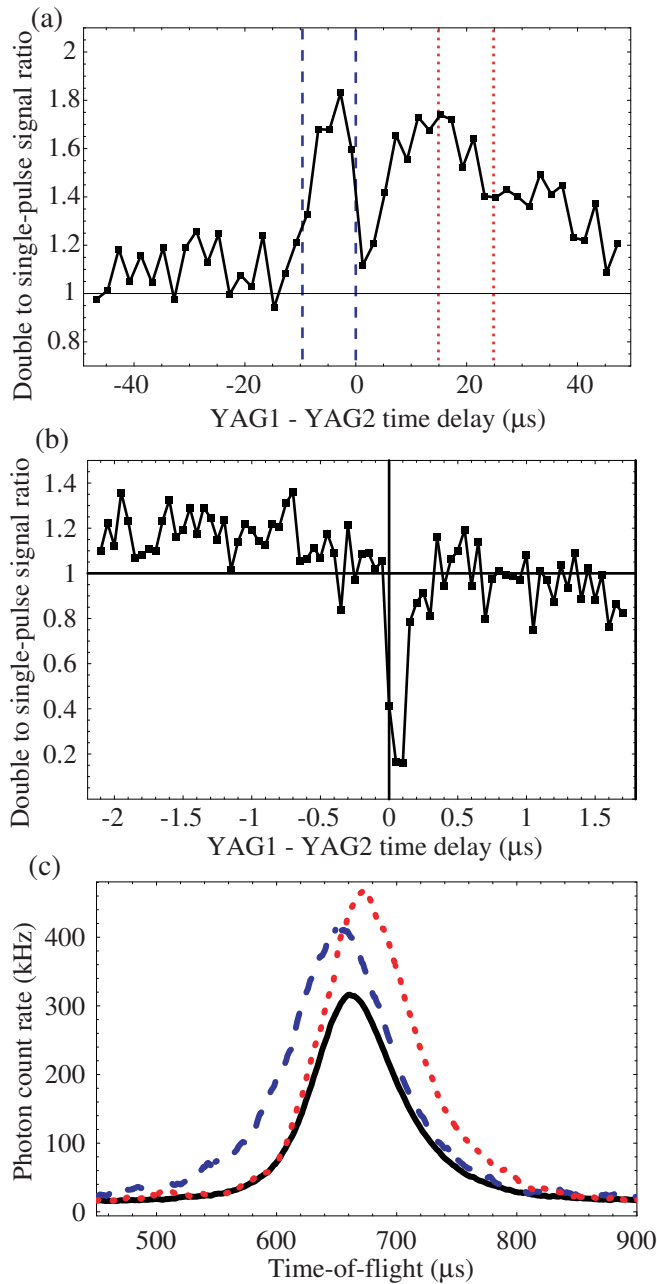 (a)
Double to single-pulse signal ratio
2
1.8
1.6
1.4
1.2
1
0.8
-40 -20 0 20 40
YAG1 - YAG2 time delay (μs)
(b)
Double to single-pulse signal ratio
1.4
1.2
1
0.8
0.6
0.4
0.2
-2 -1.5 -1 -0.5 0 0.5 1 1.5
YAG1 - YAG2 time delay (μs)
(c)
Photon count rate (kHz)
400
300
200
100
0
500 600 700 800 900
Time-of-flight (μs)